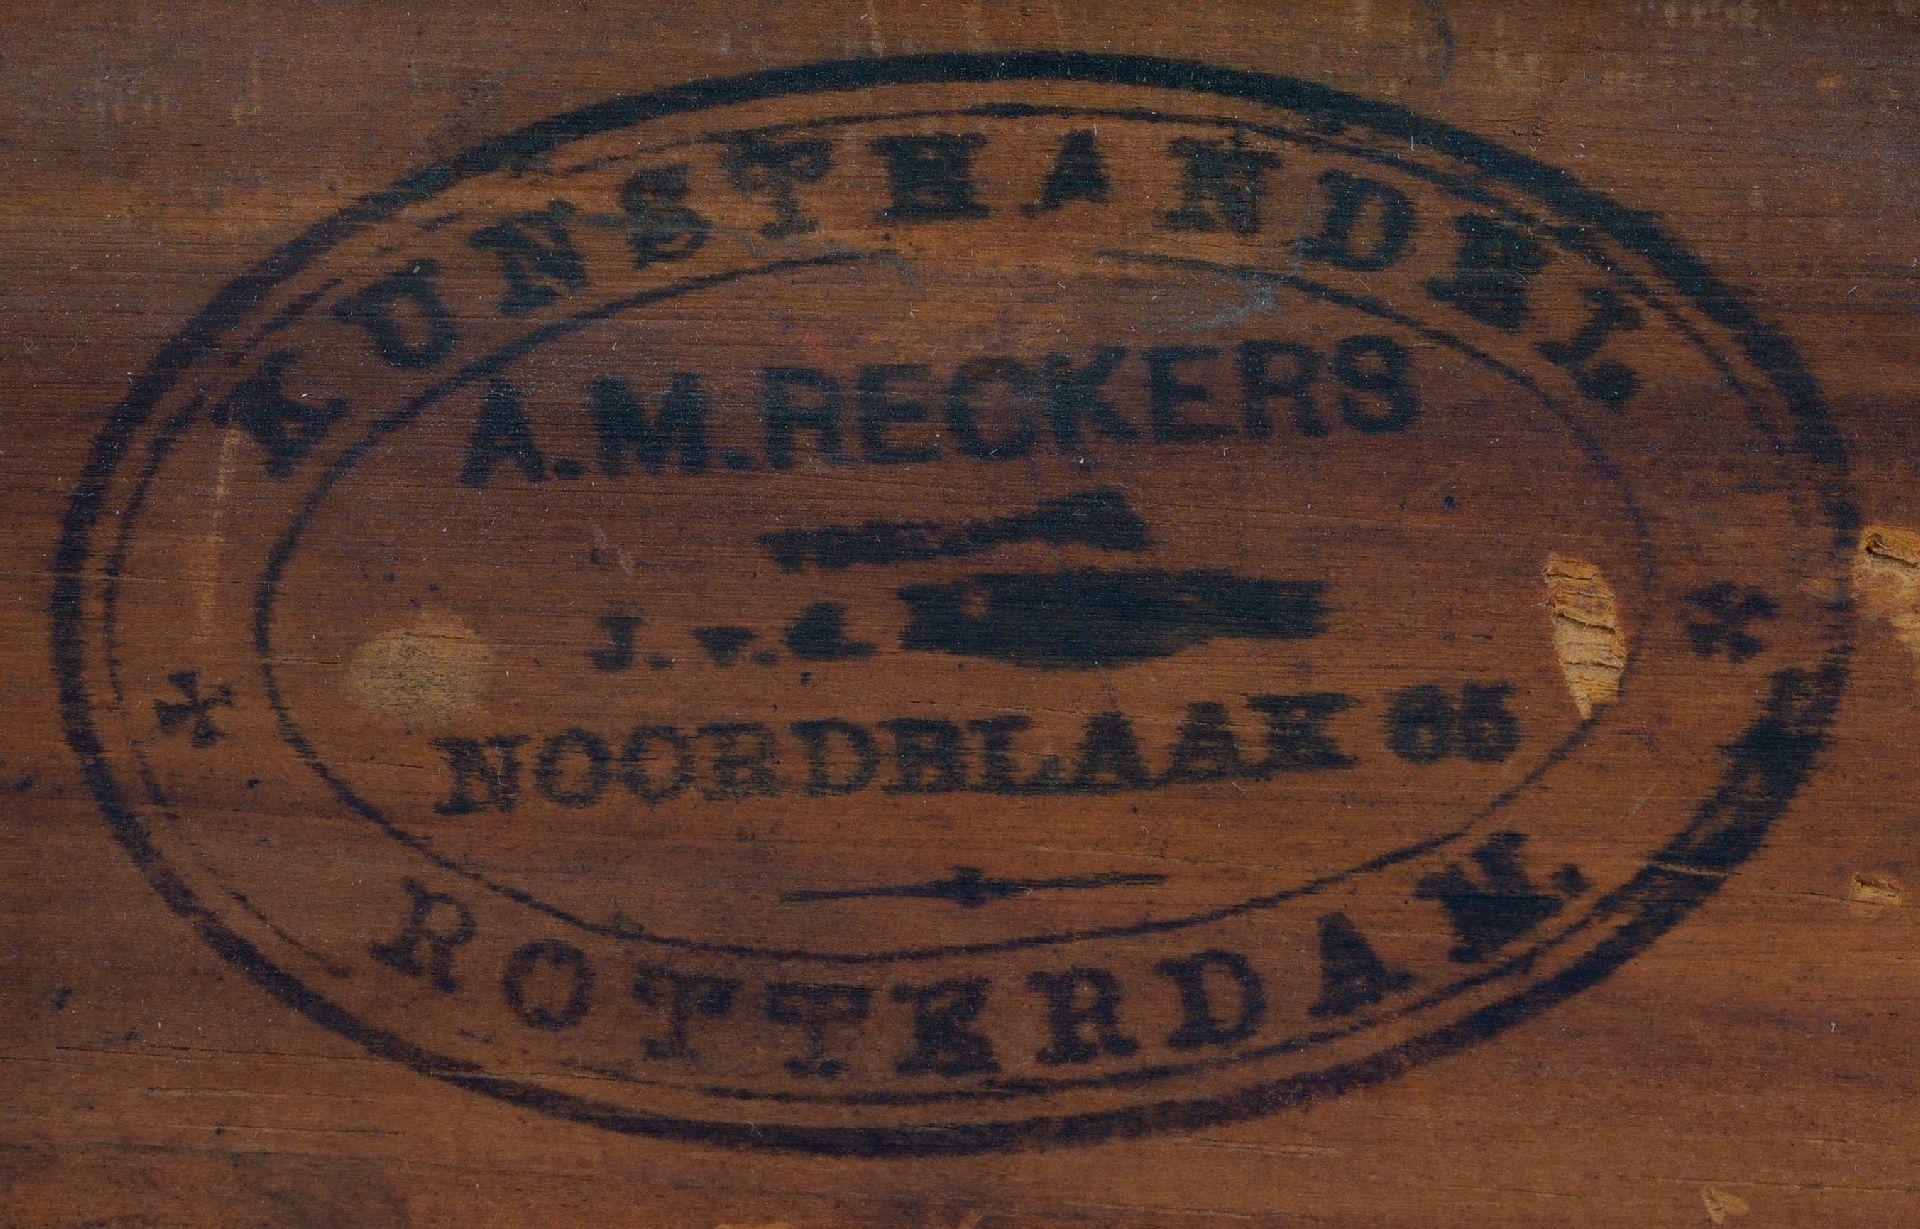 KUNSTHANDEL
A.M.RECKERS
J. v. d.
NOORDBLAAK 65
ROTTERDAM.